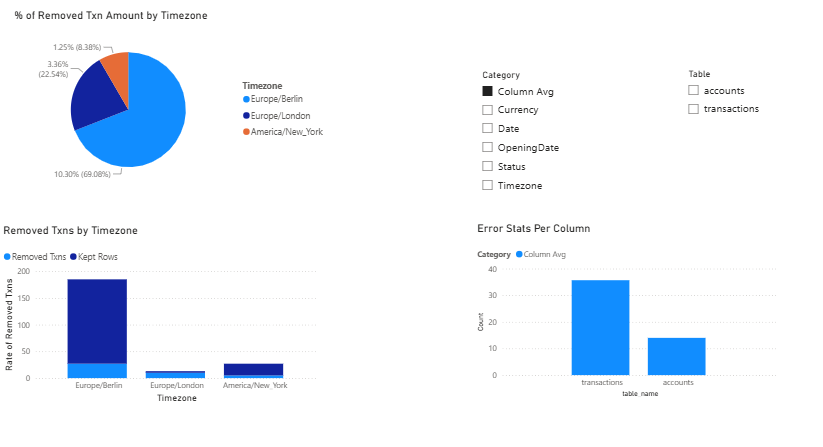 % of Removed Txn Amount by Timezone
1.25% (8.38%)
3.36%
(22.54%)
10.30% (69.08%)
Timezone
Europe/Berlin
Europe/London
America/New_York
Category
Column Avg
Currency
Date
OpeningDate
Status
Timezone
Table
accounts
transactions
Removed Txns by Timezone
Removed Txns Kept Rows
Rate of Removed Txns
200
150
100
50
0
Europe/Berlin Europe/London America/New_York
Timezone
Error Stats Per Column
Category Column Avg
Count
40
30
20
10
0
transactions accounts
table_name